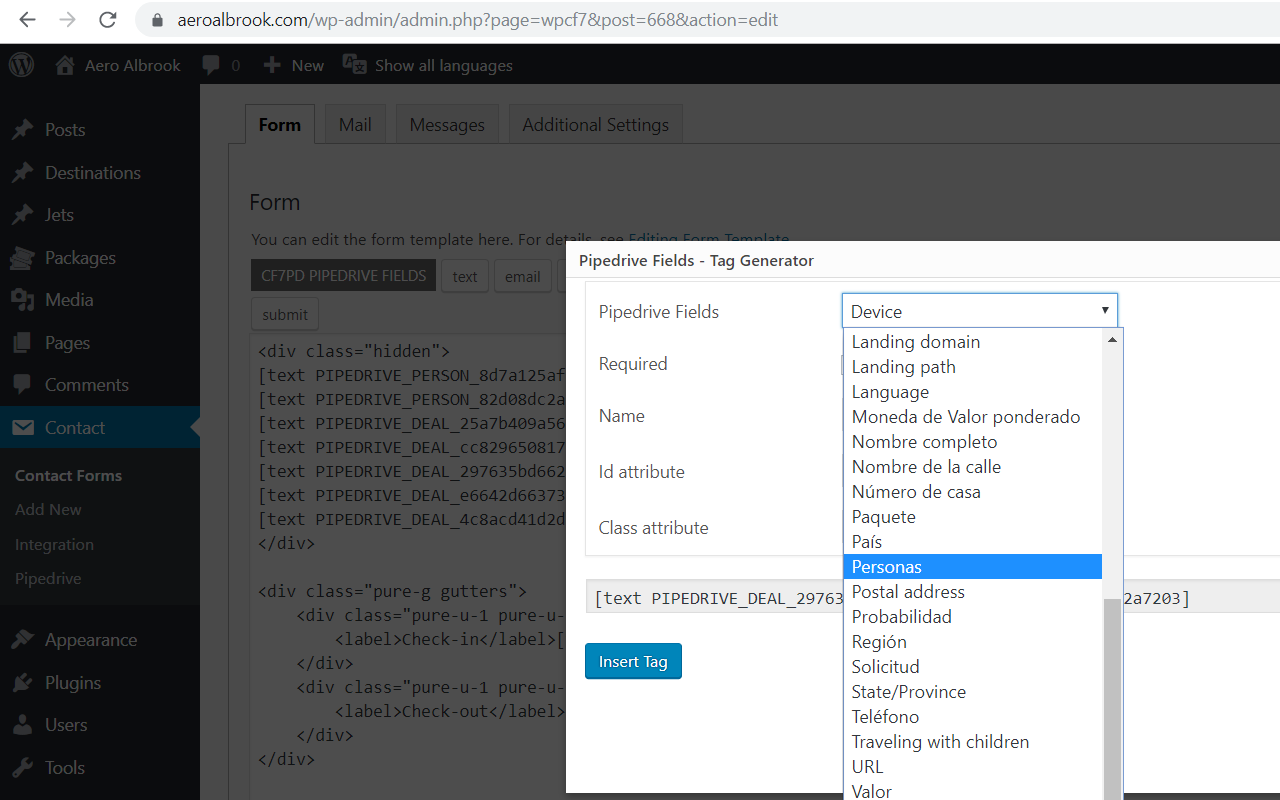 aeroalbrook.com/wp-admin/admin.php?page=wpcf7&post=668&action=edit
Aero Albrook 0 New Show all languages
Posts
Destinations
Jets
Packages
Media
Pages
Comments
Contact
Contact Forms
Add New
Integration
Pipedrive
Appearance
Plugins
Users
Tools
Form Mail Messages Additional Settings
Form
You can edit the form template here. For details, see Editing Form Template
CF7PD PIPEDRIVE FIELDS text email
submit
<div class="hidden">
[text PIPEDRIVE_PERSON_8d7a125af
[text PIPEDRIVE_PERSON_82d08dc2a
[text PIPEDRIVE_DEAL_25a7b409a56
[text PIPEDRIVE_DEAL_cc829650817
[text PIPEDRIVE_DEAL_297635bd662
[text PIPEDRIVE_DEAL_e6642d66373
[text PIPEDRIVE_DEAL_4c8acd41d2d
</div>
<div class="pure-g gutters">
<div class="pure-u-1 pure-u-
<label>Check-in</label>[
</div>
<div class="pure-u-1 pure-u-
<label>Check-out</label>
</div>
</div>
Pipedrive Fields - Tag Generator
Pipedrive Fields Device
Required
Name
Id attribute
Class attribute
[text PIPEDRIVE_DEAL_29763 2a7203]
Insert Tag
Landing domain
Landing path
Language
Moneda de Valor ponderado
Nombre completo
Nombre de la calle
Número de casa
Paquete
País
Personas
Postal address
Probabilidad
Región
Solicitud
State/Province
Teléfono
Traveling with children
URL
Valor